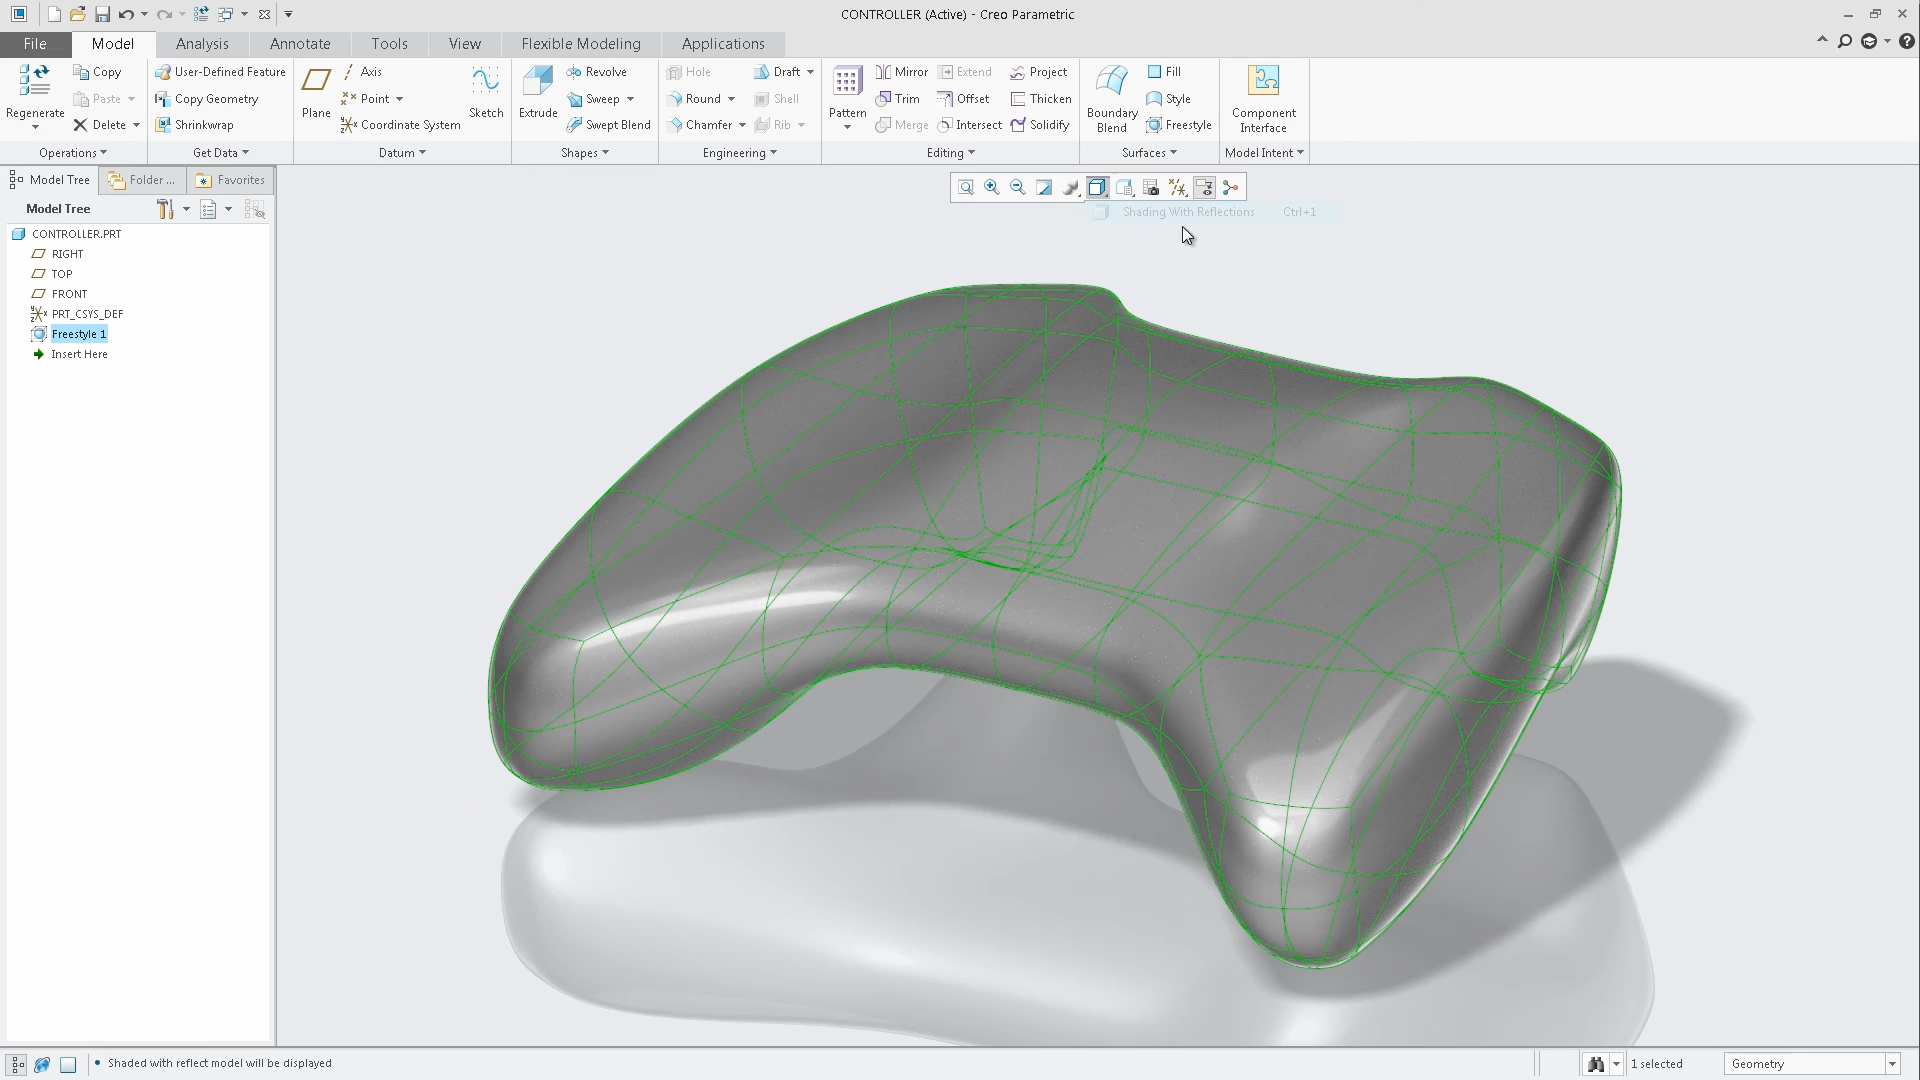 CONTROLLER (Active) - Creo Parametric
File Model Analysis Annotate Tools View Flexible Modeling Applications
Regenerate
Copy
Paste
Delete
Operations
User-Defined Feature
Copy Geometry
Shrinkwrap
Get Data
Plane
Axis
Point
Coordinate System
Sketch
Datum
Extrude
Revolve
Sweep
Swept Blend
Shapes
Hole
Round
Chamfer
Draft
Shell
Rib
Engineering
Pattern
Mirror
Trim
Merge
Extend
Offset
Intersect
Project
Thicken
Solidify
Editing
Boundary
Blend
Fill
Style
Freestyle
Surfaces
Component
Interface
Model Intent
Model Tree Folder ... Favorites
Model Tree
CONTROLLER.PRT
RIGHT
TOP
FRONT
PRT_CSYS_DEF
Freestyle 1
Insert Here
Shading With Reflections Ctrl+1
Shaded with reflect model will be displayed
1 selected
Geometry